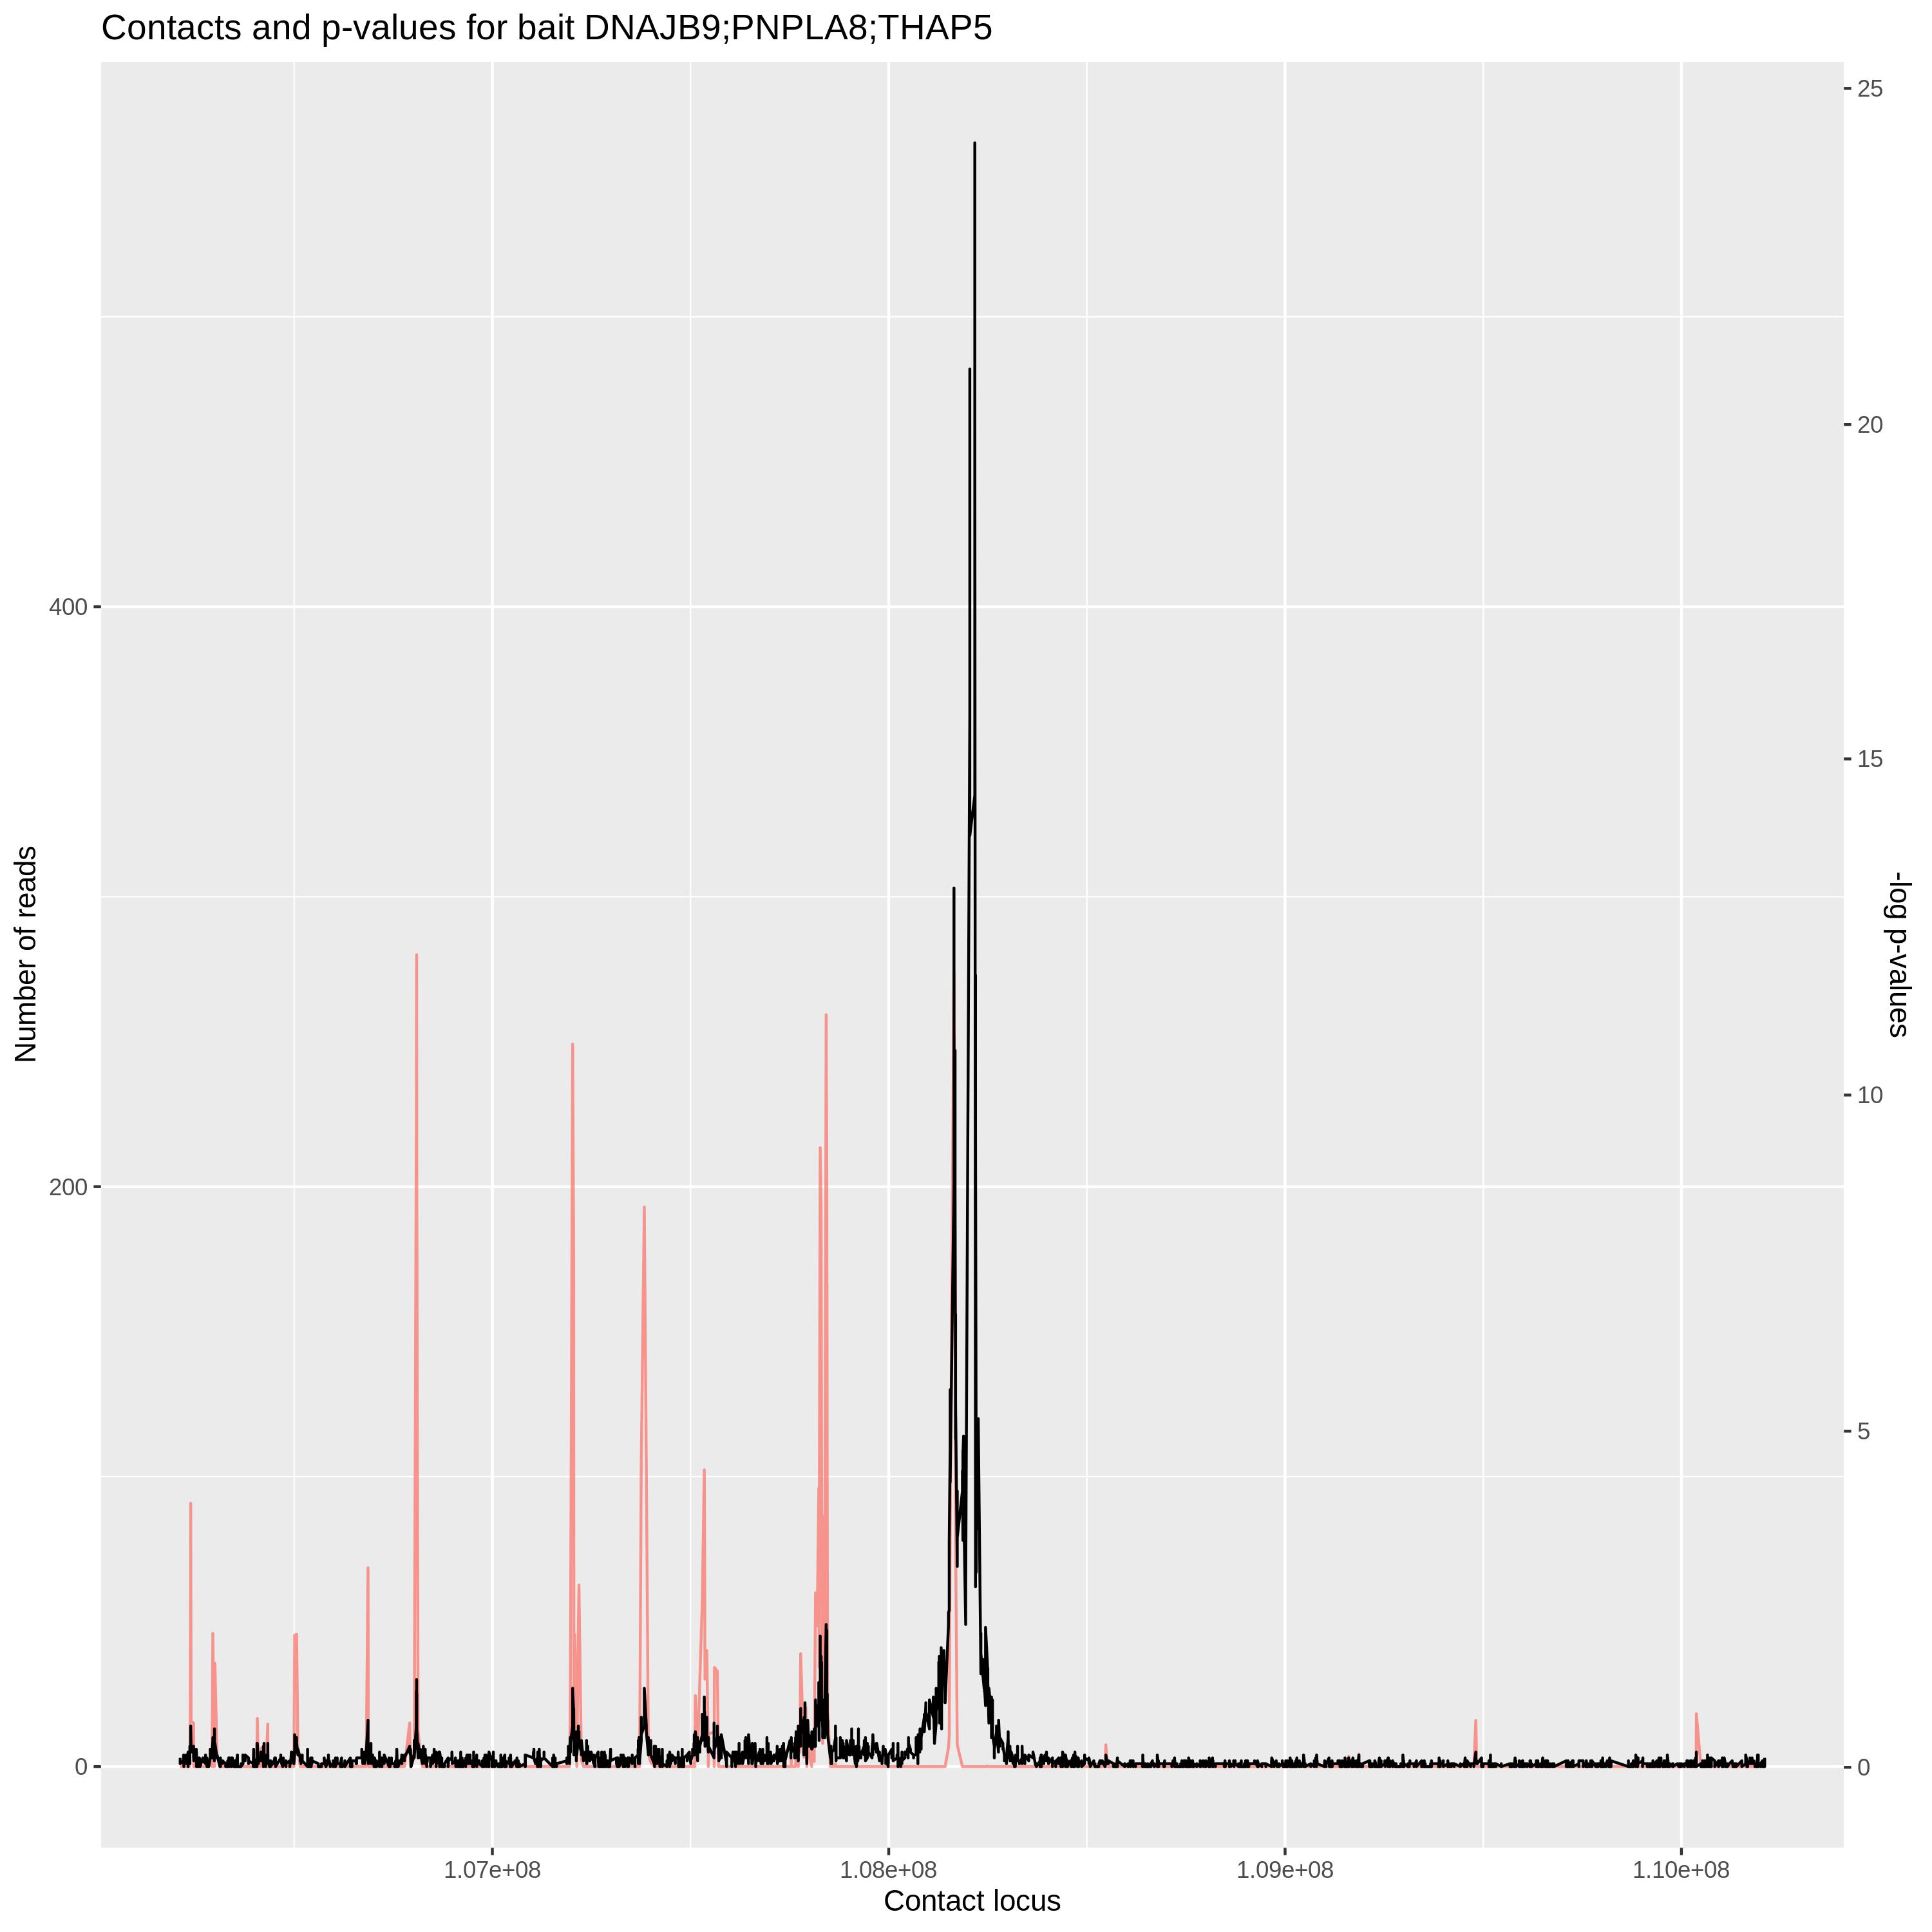 Contacts and p-values for bait DNAJB9;PNPLA8;THAP5
25
20
400
15
Number of reads
-log p-values
10
200
5
0
0
1.07e+08
1.08e+08
1.09e+08
1.10e+08
Contact locus